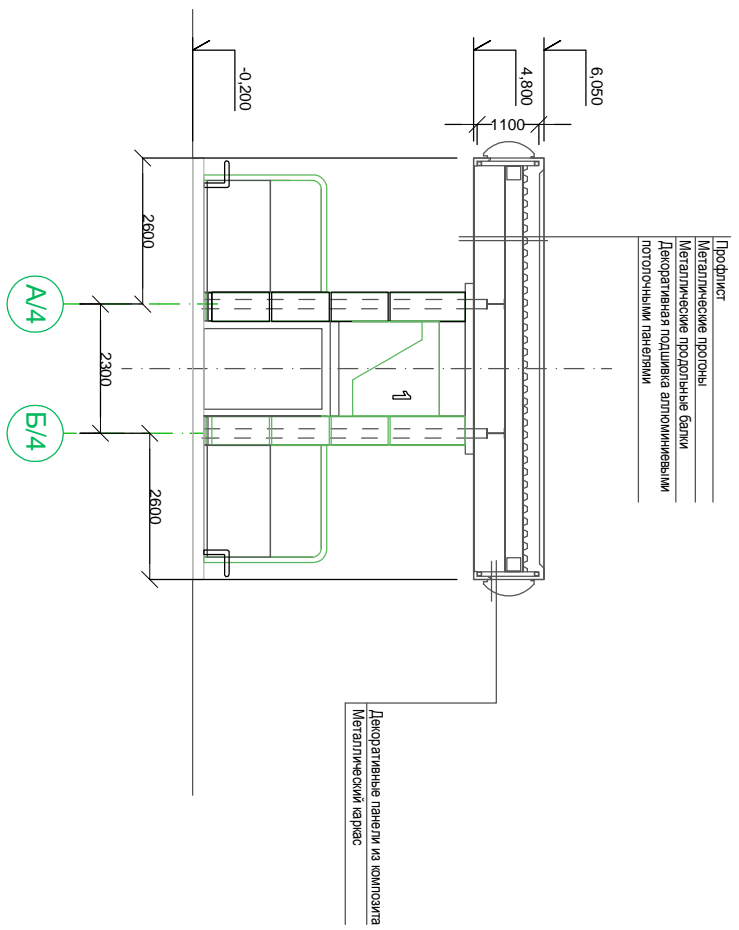 Профлист
Металлические прогоны
Металлические продольные балки
Декоративная подшивка аллюминиевыми
потолочными панелями
6,050
4,800
1100
-0,200
1
2600
2300
2600
А/4
Б/4
Декоративные панели из композита
Металлический каркас